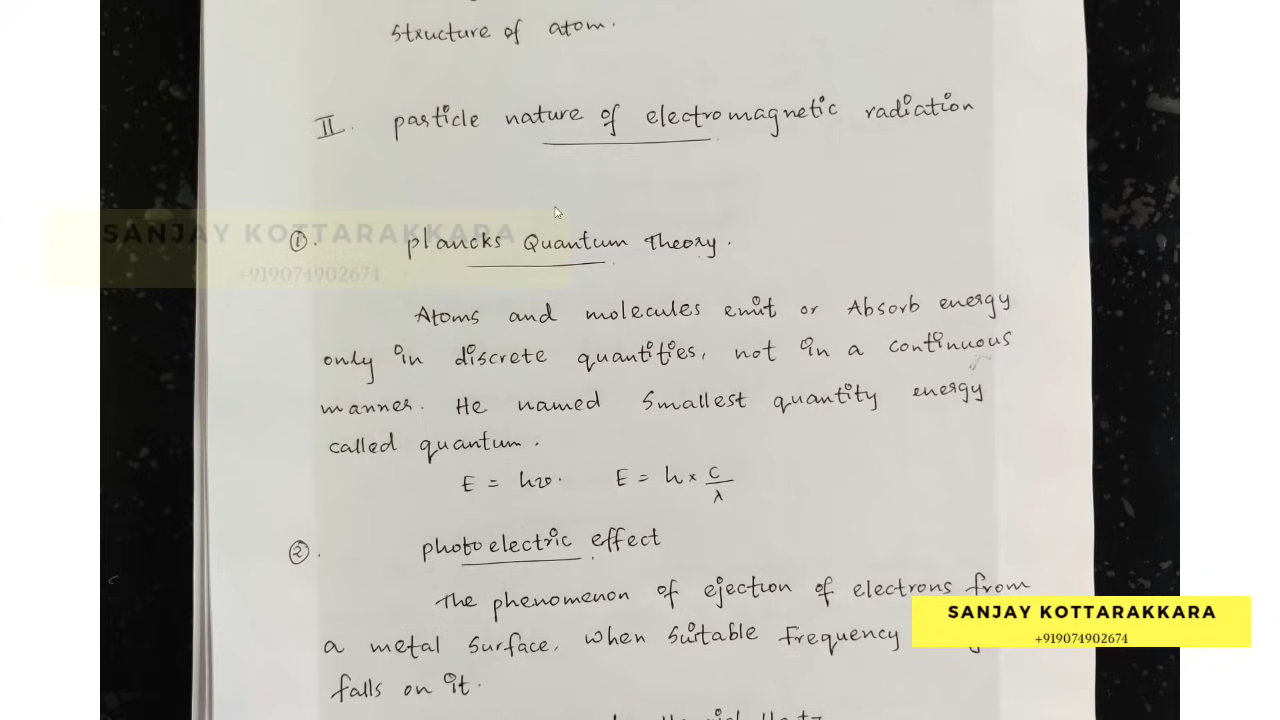 structure of atom.
II. particle nature of electromagnetic radiation
SANJAY KOTTARAKKARA
+919074902674
①. plancks Quantum Theory.
Atoms and molecules emit or Absorb energy
only in discrete quantities, not in a continuous
manner. He named smallest quantity energy
called quantum.
E = hν. E = h × c/λ
②. photoelectric effect
The phenomenon of ejection of electrons from
a metal surface, when suitable frequency
falls on it.
SANJAY KOTTARAKKARA
+919074902674